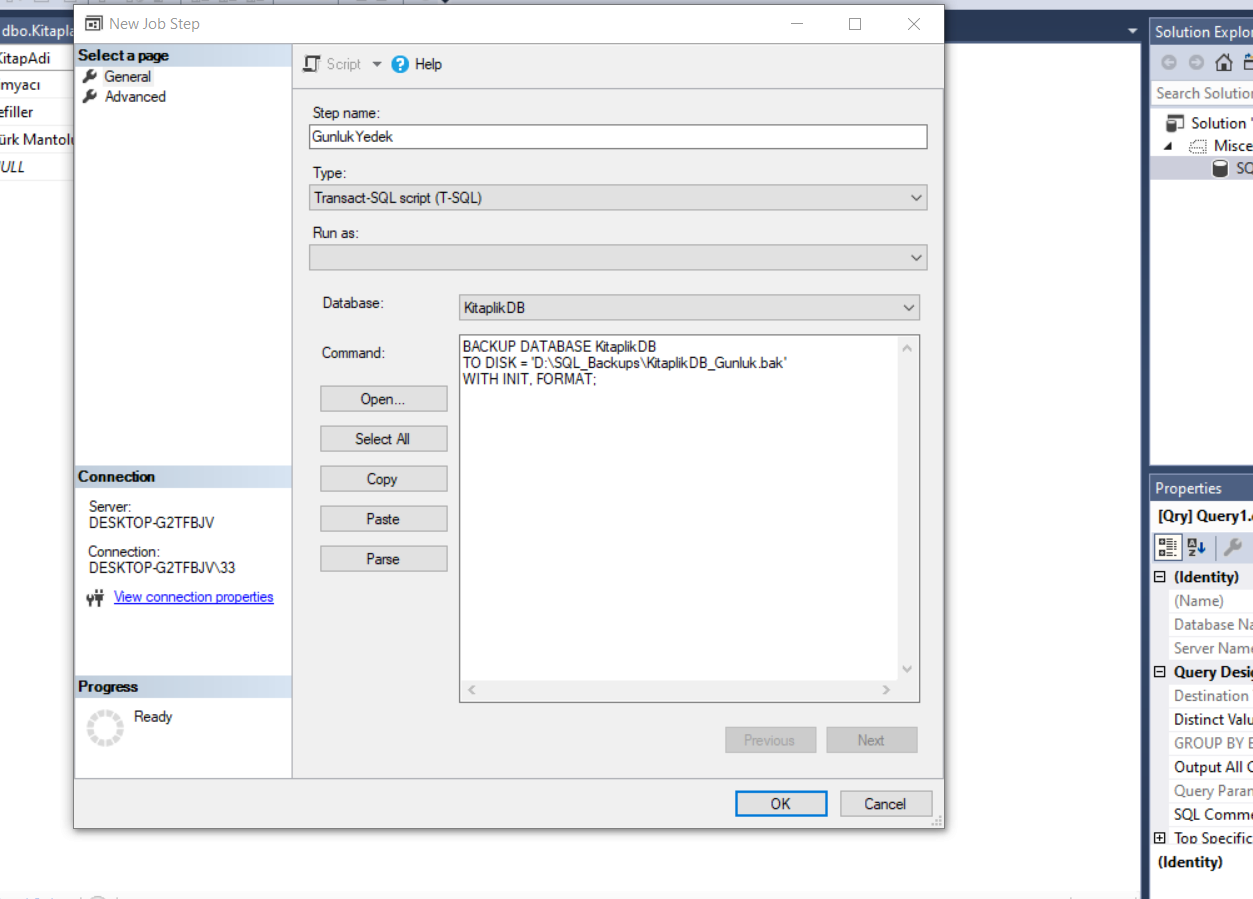 New Job Step
dbo.Kitapla
KitapAdi
myacı
efiller
ürk Mantolu
NULL
Select a page
General
Advanced
Script
Help
Step name:
GunlukYedek
Type:
Transact-SQL script (T-SQL)
Run as:
Database:
KitaplikDB
Command:
BACKUP DATABASE KitaplikDB
TO DISK = 'D:\SQL_Backups\KitaplikDB_Gunluk.bak'
WITH INIT, FORMAT;
Open...
Select All
Copy
Paste
Parse
Connection
Server:
DESKTOP-G2TFBJV
Connection:
DESKTOP-G2TFBJV\33
View connection properties
Progress
Ready
Previous
Next
OK
Cancel
Solution Explor
Search Solution
Solution '
Misce
SQ
Properties
[Qry] Query1.
(Identity)
(Name)
Database Na
Server Name
Query Desig
Destination
Distinct Valu
GROUP BY E
Output All C
Query Param
SQL Comme
Top Specific
(Identity)